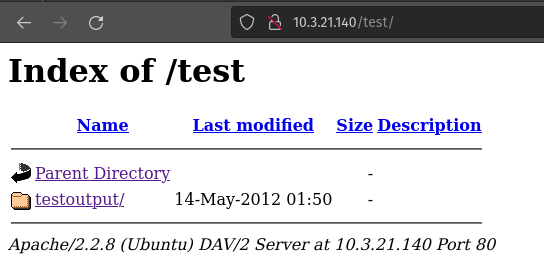 10.3.21.140/test/
Index of /test
Name Last modified Size Description
Parent Directory -
testoutput/ 14-May-2012 01:50 -
Apache/2.2.8 (Ubuntu) DAV/2 Server at 10.3.21.140 Port 80